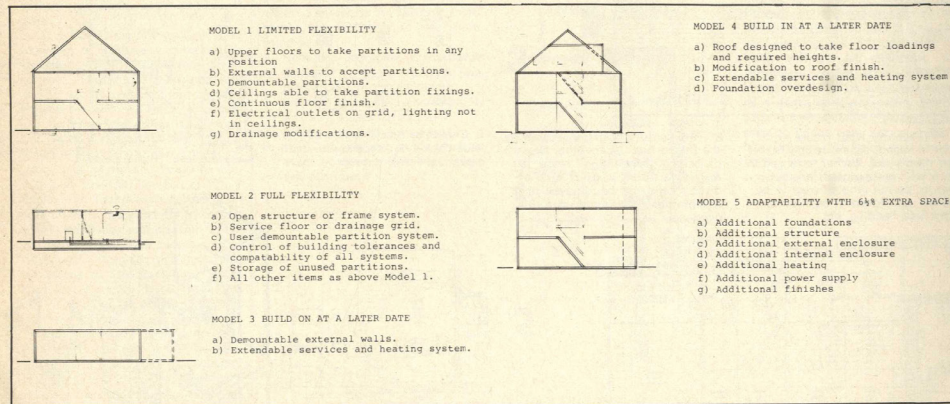 MODEL 1 LIMITED FLEXIBILITY
a) Upper floors to take partitions in any
position
b) External walls to accept partitions.
c) Demountable partitions.
d) Ceilings able to take partition fixings.
e) Continuous floor finish.
f) Electrical outlets on grid, lighting not
in ceilings.
g) Drainage modifications.
MODEL 2 FULL FLEXIBILITY
a) Open structure or frame system.
b) Service floor or drainage grid.
c) User demountable partition system.
d) Control of building tolerances and
compatability of all systems.
e) Storage of unused partitions.
f) All other items as above Model 1.
MODEL 3 BUILD ON AT A LATER DATE
a) Demountable external walls.
b) Extendable services and heating system.
MODEL 4 BUILD IN AT A LATER DATE
a) Roof designed to take floor loadings
and required heights.
b) Modification to roof finish.
c) Extendable services and heating system
d) Foundation overdesign.
MODEL 5 ADAPTABILITY WITH 6½% EXTRA SPACE
a) Additional foundations
b) Additional structure
c) Additional external enclosure
d) Additional internal enclosure
e) Additional heating
f) Additional power supply
g) Additional finishes